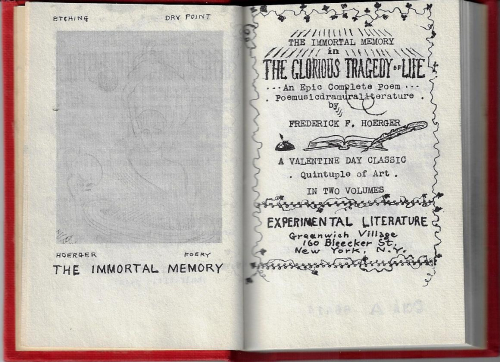 ETCHING DRY POINT
HOERGER POERY
THE IMMORTAL MEMORY
THE IMMORTAL MEMORY
in
THE GLORIOUS TRAGEDY OF LIFE
---An Epic Complete Poem---
.Poemusicdramuraliterature .
by
FREDERICK F. HOERGER
A VALENTINE DAY CLASSIC
. Quintuple of Art .
IN TWO VOLUMES
EXPERIMENTAL LITERATURE
Greenwich Village
160 Bleecker St.
New York, N.Y.